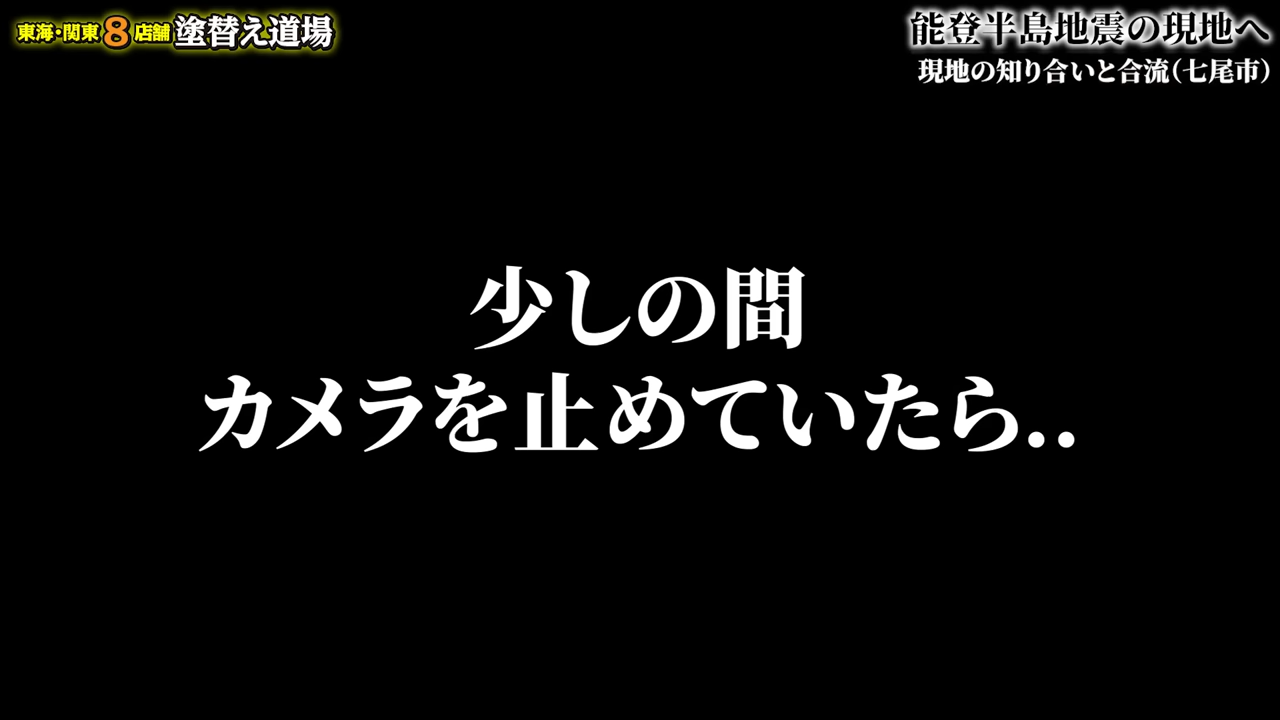 東海・関東8店舗塗替え道場
能登半島地震の現地へ
現地の知り合いと合流(七尾市)
少しの間
カメラを止めていたら..